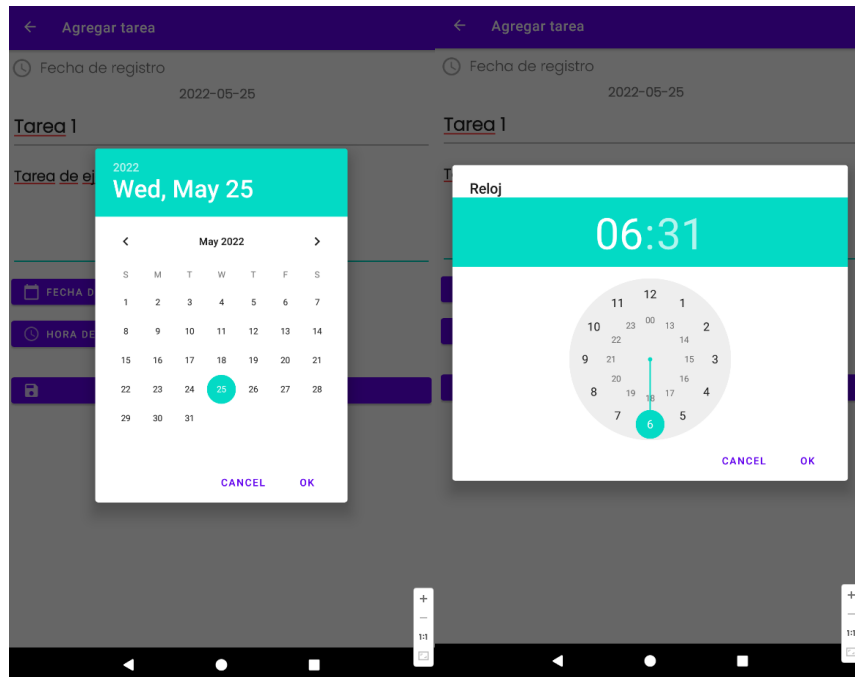 Agregar tarea
Fecha de registro
2022-05-25
Tarea 1
Tarea de ej
2022
Wed, May 25
May 2022
S M T W T F S
1 2 3 4 5 6 7
8 9 10 11 12 13 14
15 16 17 18 19 20 21
22 23 24 25 26 27 28
29 30 31
FECHA D
HORA DE
CANCEL OK
1:1
Agregar tarea
Fecha de registro
2022-05-25
Tarea 1
T
Reloj
06:31
12
11 1
00
10 23 13 2
22 14
9 21 15 3
20 16
8 19 18 17 4
7 5
6
CANCEL OK
1:1